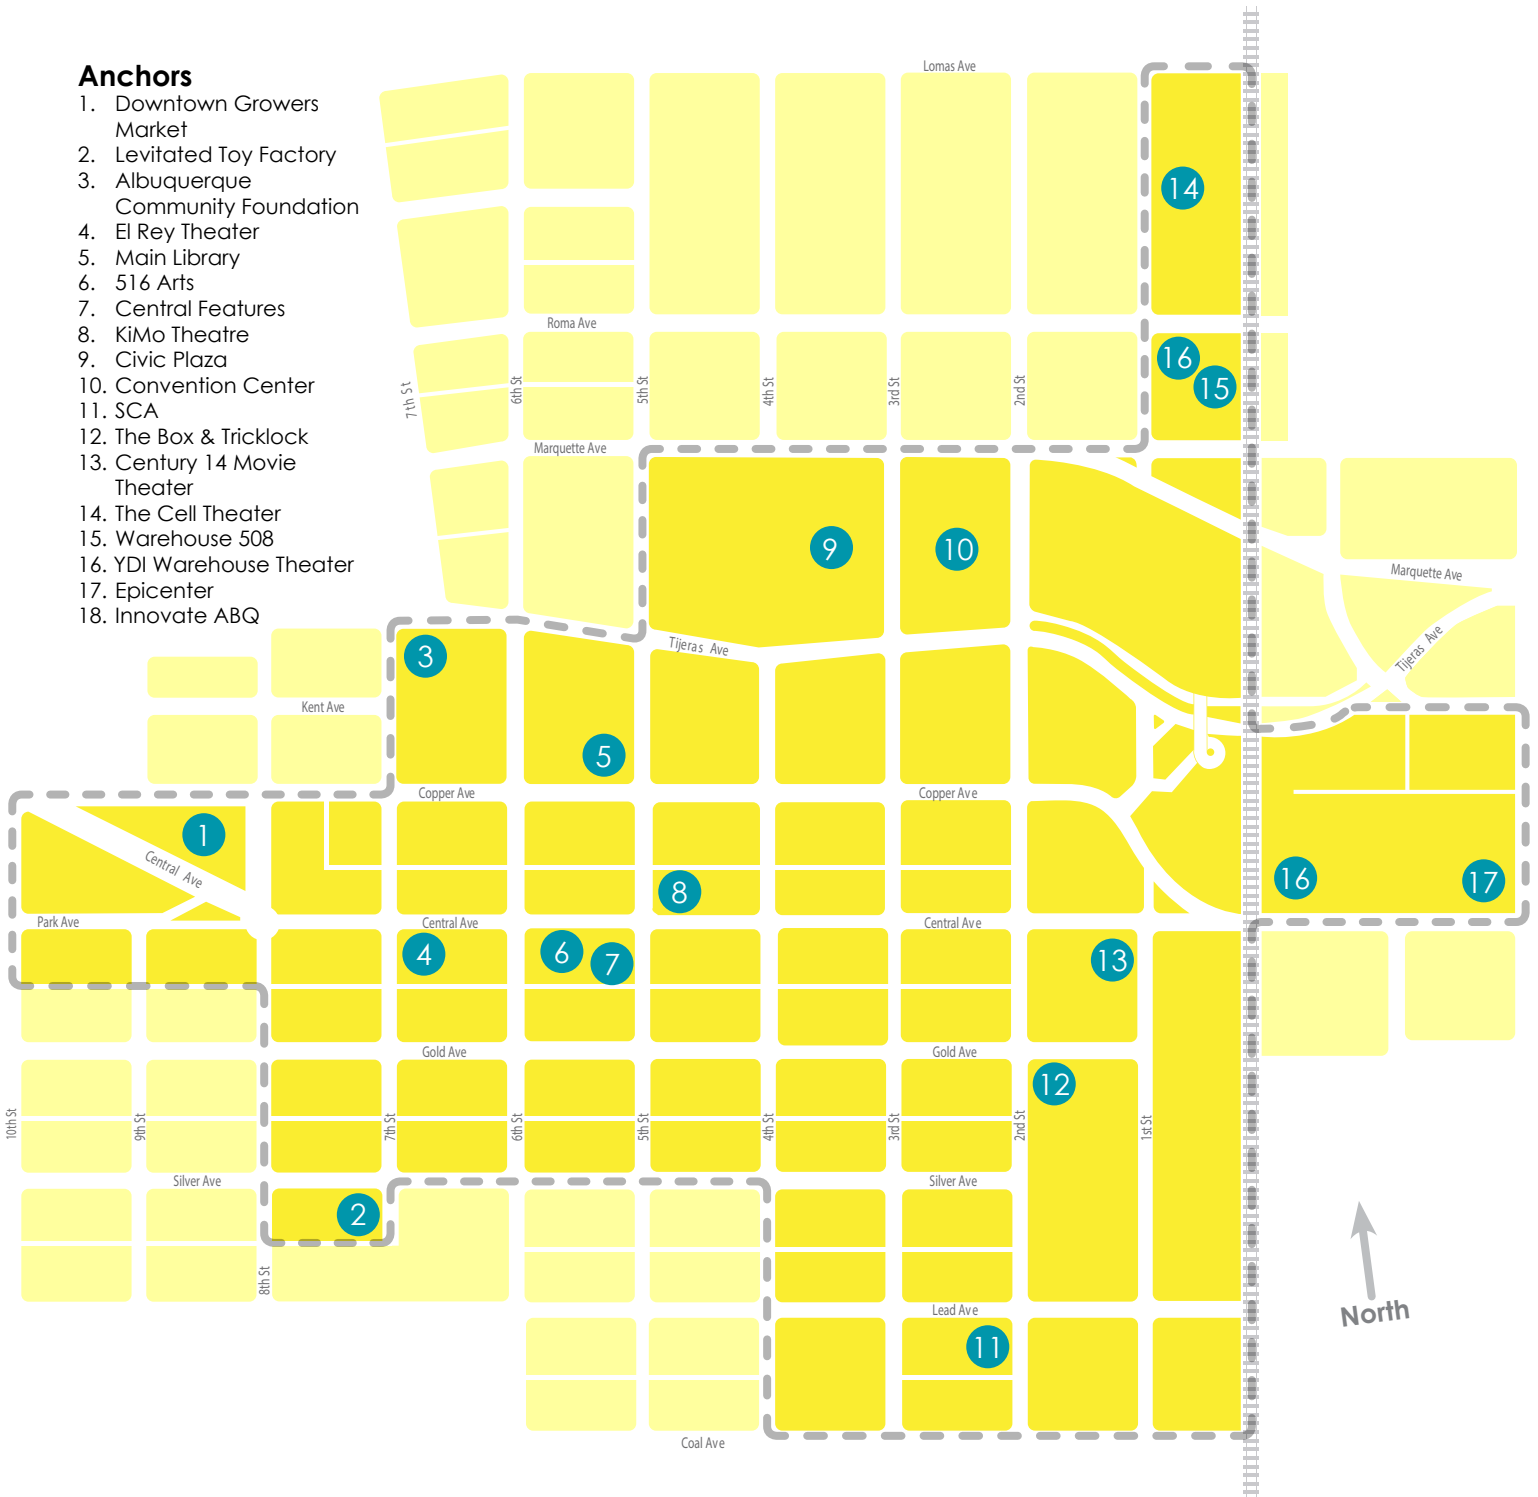 Anchors
1. Downtown Growers
Market
2. Levitated Toy Factory
3. Albuquerque
Community Foundation
4. El Rey Theater
5. Main Library
6. 516 Arts
7. Central Features
8. KiMo Theatre
9. Civic Plaza
10. Convention Center
11. SCA
12. The Box & Tricklock
13. Century 14 Movie
Theater
14. The Cell Theater
15. Warehouse 508
16. YDI Warehouse Theater
17. Epicenter
18. Innovate ABQ
Lomas Ave
14
Roma Ave
16
15
7th St
6th St
5th St
4th St
3rd St
2nd St
Marquette Ave
9
10
Marquette Ave
Tijeras Ave
Tijeras Ave
3
Kent Ave
5
Copper Ave
Copper Ave
1
Central Ave
8
16
17
Park Ave
Central Ave
Central Ave
4
6
7
13
Gold Ave
Gold Ave
12
10th St
9th St
7th St
6th St
5th St
4th St
3rd St
2nd St
1st St
Silver Ave
Silver Ave
2
8th St
Lead Ave
North
11
Coal Ave